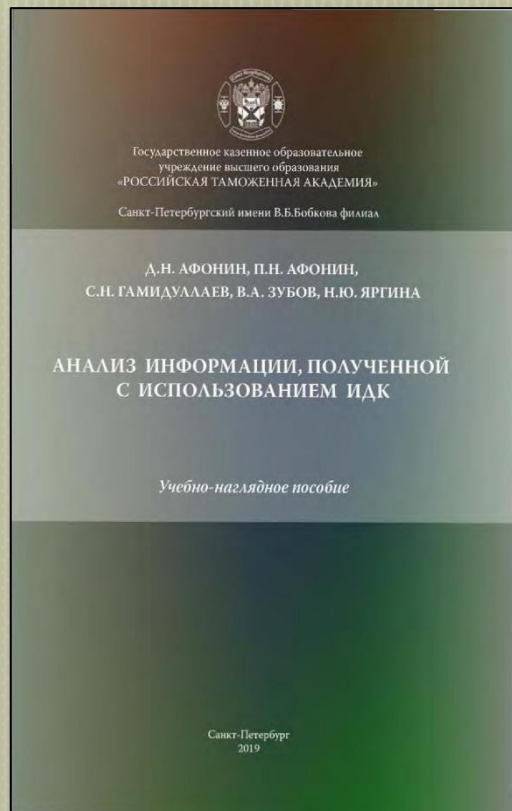 Государственное казенное образовательное
учреждение высшего образования
«РОССИЙСКАЯ ТАМОЖЕННАЯ АКАДЕМИЯ»
Санкт-Петербургский имени В.Б.Бобкова филиал
Д.Н. АФОНИН, П.Н. АФОНИН,
С.Н. ГАМИДУЛЛАЕВ, В.А. ЗУБОВ, Н.Ю. ЯРГИНА
АНАЛИЗ ИНФОРМАЦИИ, ПОЛУЧЕННОЙ
С ИСПОЛЬЗОВАНИЕМ ИДК
Учебно-наглядное пособие
Санкт-Петербург
2019